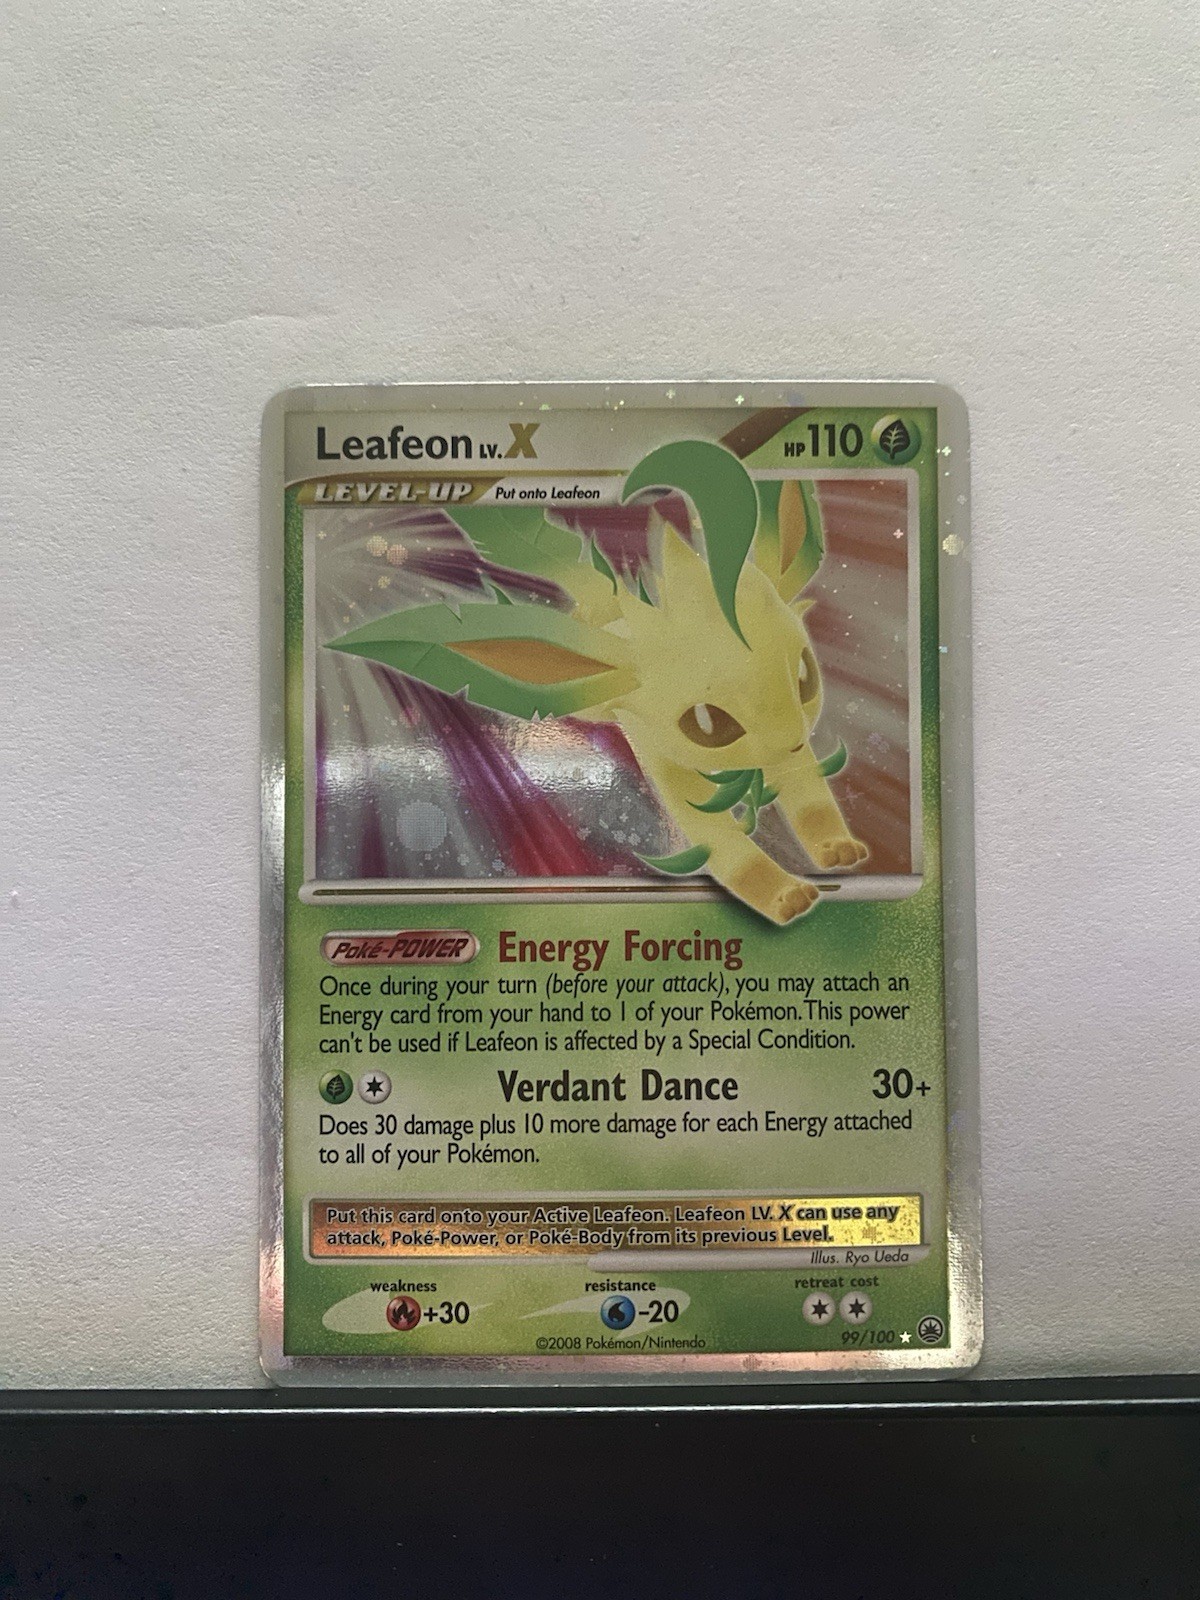 Leafeon LV.X HP 110
LEVEL-UP Put onto Leafeon
Poké-POWER Energy Forcing
Once during your turn (before your attack), you may attach an
Energy card from your hand to 1 of your Pokémon. This power
can't be used if Leafeon is affected by a Special Condition.
Verdant Dance 30+
Does 30 damage plus 10 more damage for each Energy attached
to all of your Pokémon.
Put this card onto your Active Leafeon. Leafeon LV. X can use any
attack, Poké-Power, or Poké-Body from its previous Level.
Illus. Ryo Ueda
weakness resistance retreat cost
+30 -20
©2008 Pokémon/Nintendo 99/100